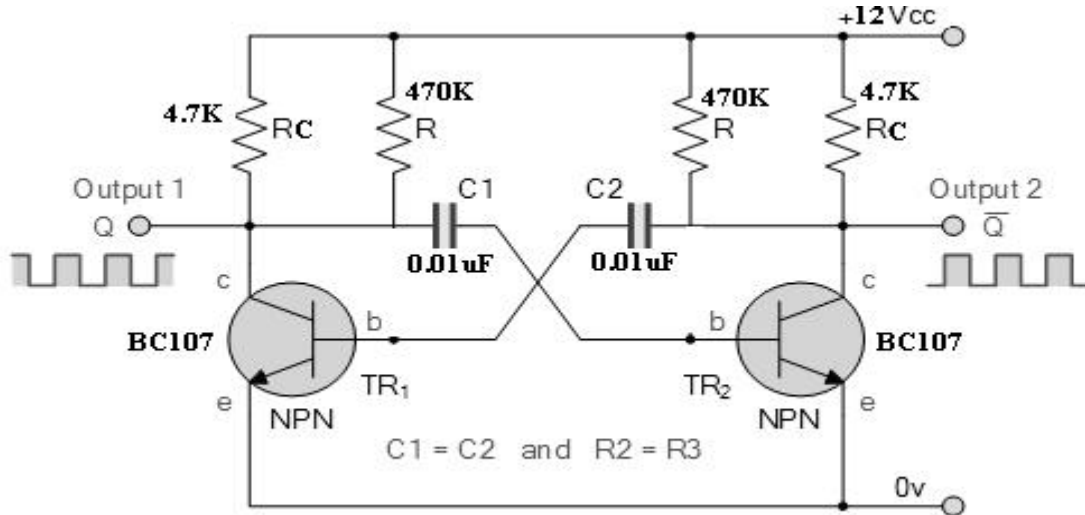 +12Vcc
4.7K
RC
470K
R
470K
R
4.7K
RC
Output 1
Q
C1
0.01uF
C2
0.01uF
Output 2
Q̅
c
b
e
BC107
TR₁
NPN
c
b
e
BC107
TR₂
NPN
C1 = C2 and R2 = R3
0v